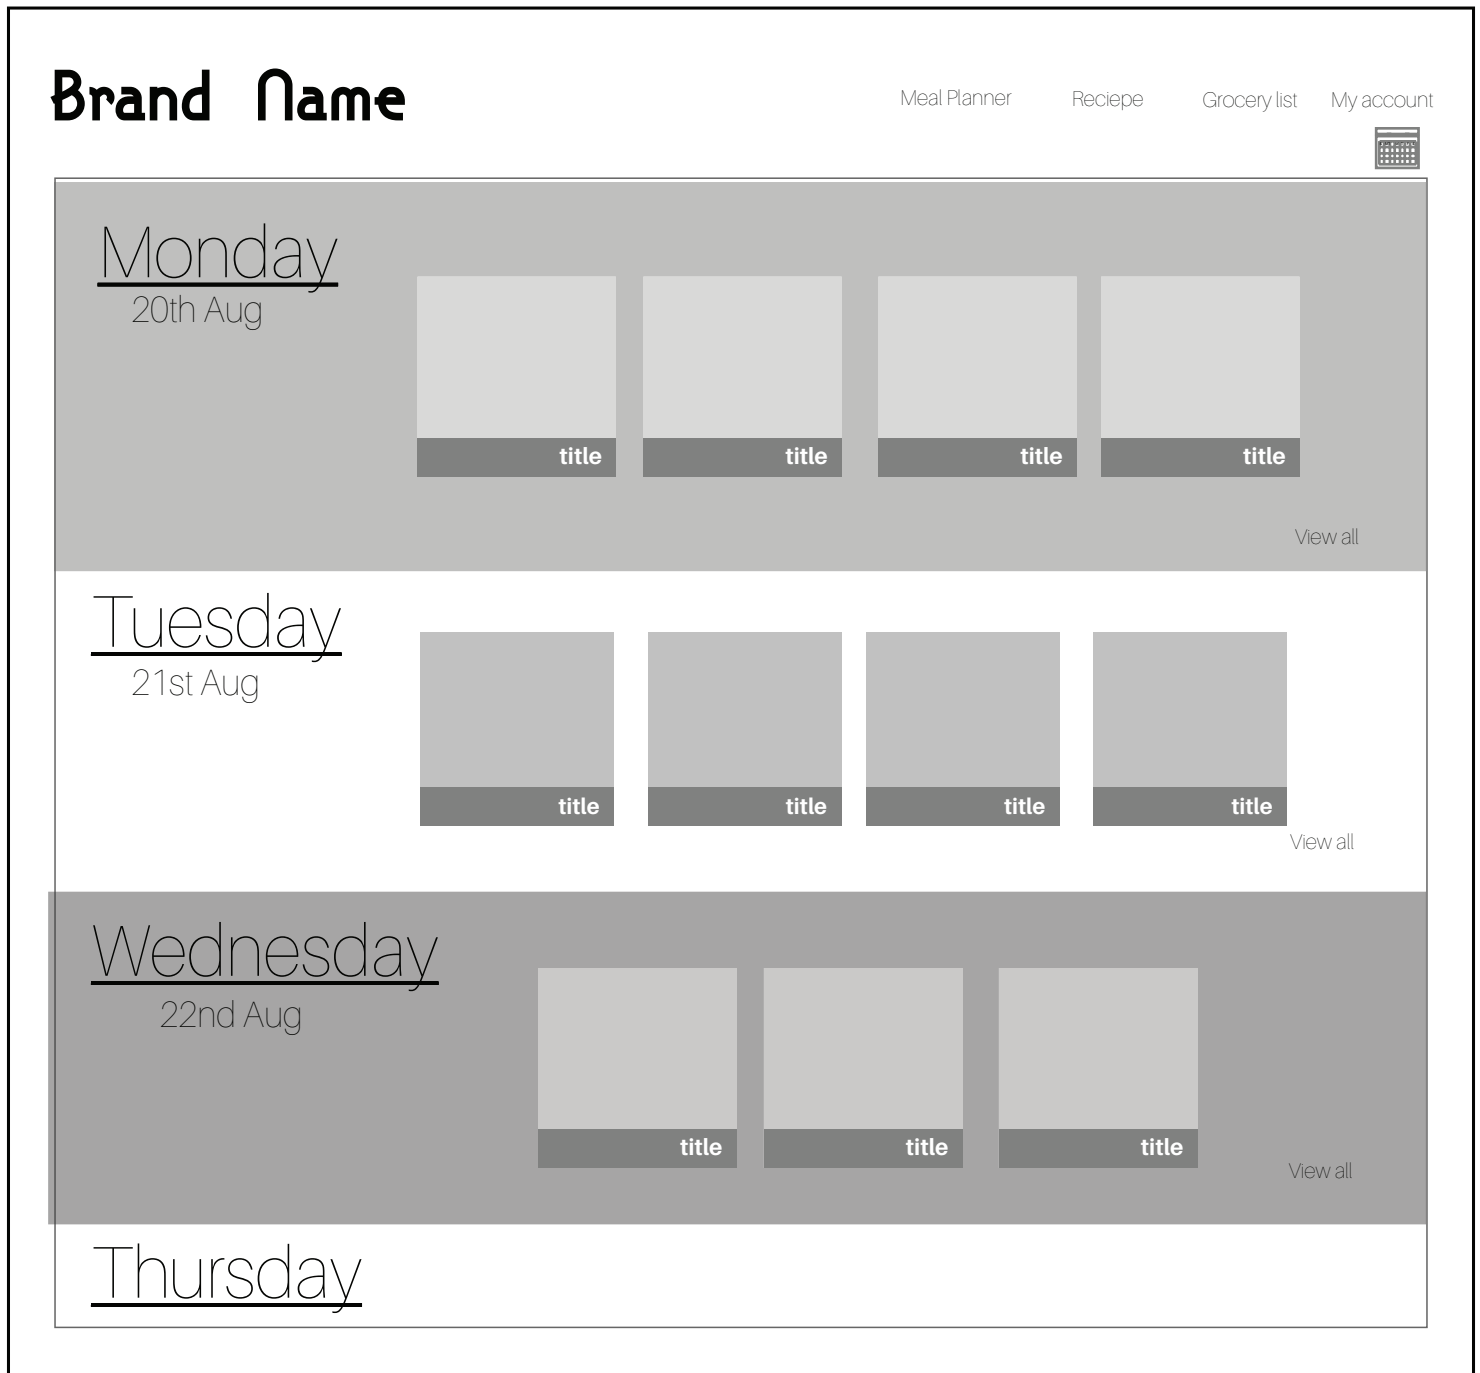 Brand Name
Meal Planner Reciepe Grocery list My account
Monday
20th Aug
title title title title
View all
Tuesday
21st Aug
title title title title
View all
Wednesday
22nd Aug
title title title
View all
Thursday